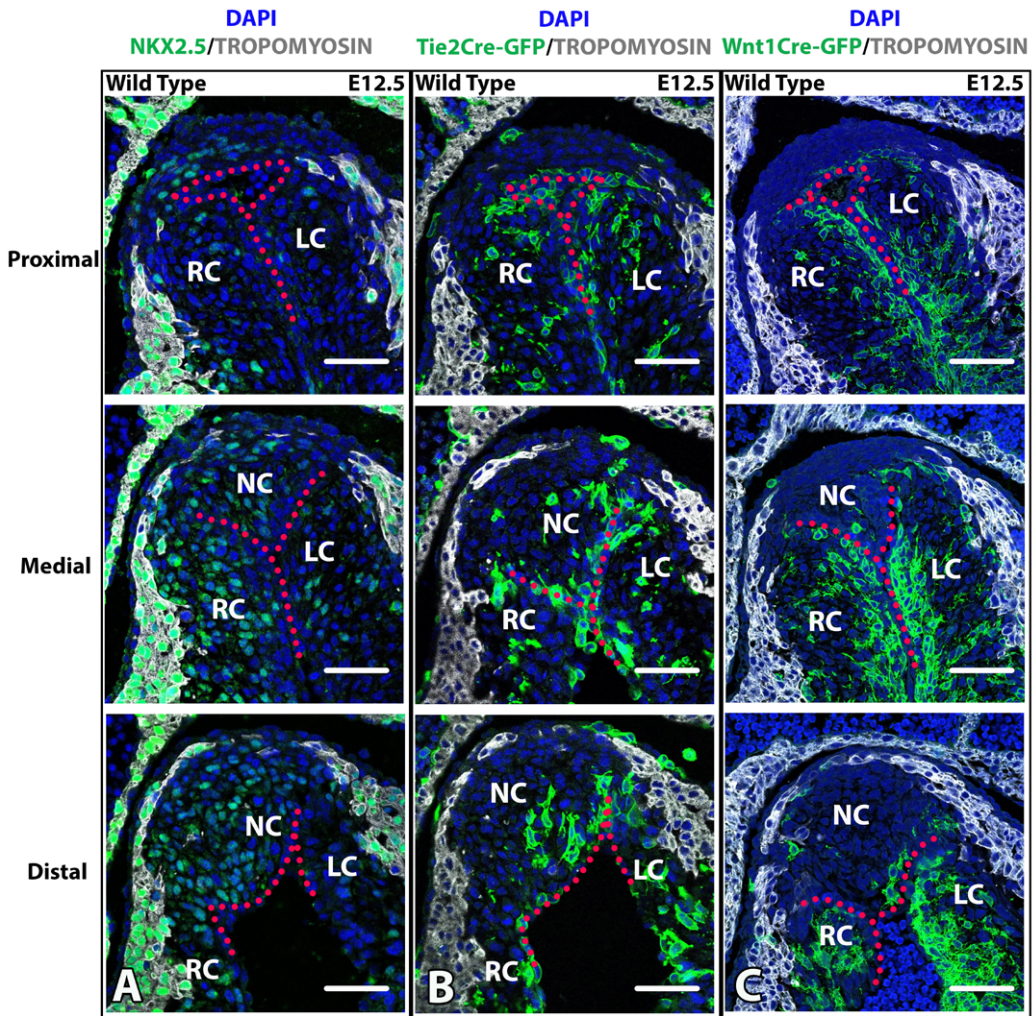 DAPI DAPI DAPI
NKX2.5/TROPOMYOSIN Tie2Cre-GFP/TROPOMYOSIN Wnt1Cre-GFP/TROPOMYOSIN
Wild Type E12.5 Wild Type E12.5 Wild Type E12.5
Proximal
LC
RC
LC
RC
LC
RC
Medial
NC
LC
RC
NC
LC
RC
NC
LC
RC
Distal
NC
LC
RC
A
NC
LC
RC
B
NC
LC
RC
C